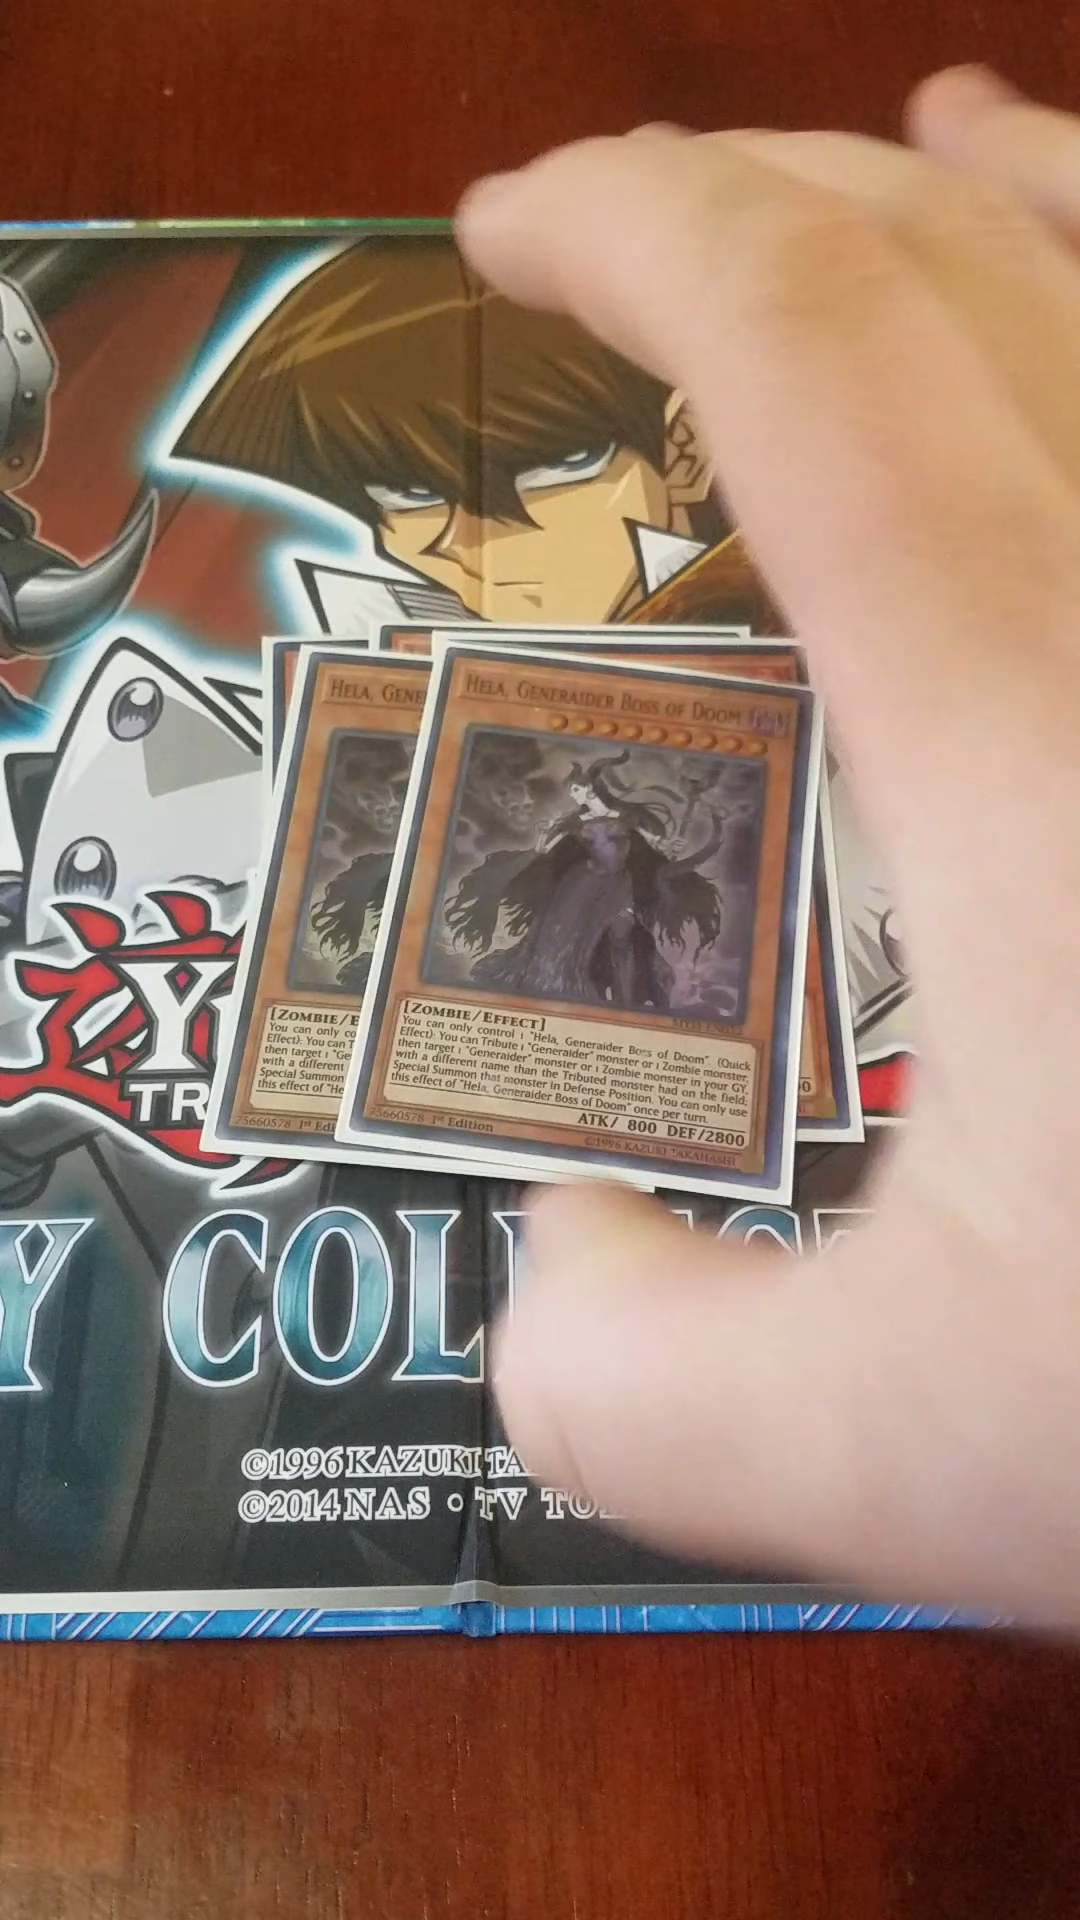 Hela, Gene
Hela, Generaider Boss of Doom
[Zombie/E
You can only co
Effect): You can T
then target 1 "Ge
with a different
Special Summon
this effect of "He
75660578 1st Edi
[Zombie/Effect]
You can only control 1 "Hela, Generaider Boss of Doom". (Quick
Effect): You can Tribute 1 "Generaider" monster or 1 Zombie monster,
then target 1 "Generaider" monster or 1 Zombie monster in your GY,
with a different name than the Tributed monster had on the field;
Special Summon that monster in Defense Position. You can only use
this effect of "Hela, Generaider Boss of Doom" once per turn.
ATK/ 800 DEF/2800
75660578 1st Edition
©1996 KAZUKI TAKAHASHI
遊
Y
TR
Y COLL
©1996 KAZUKI TA
©2014 NAS • TV TO